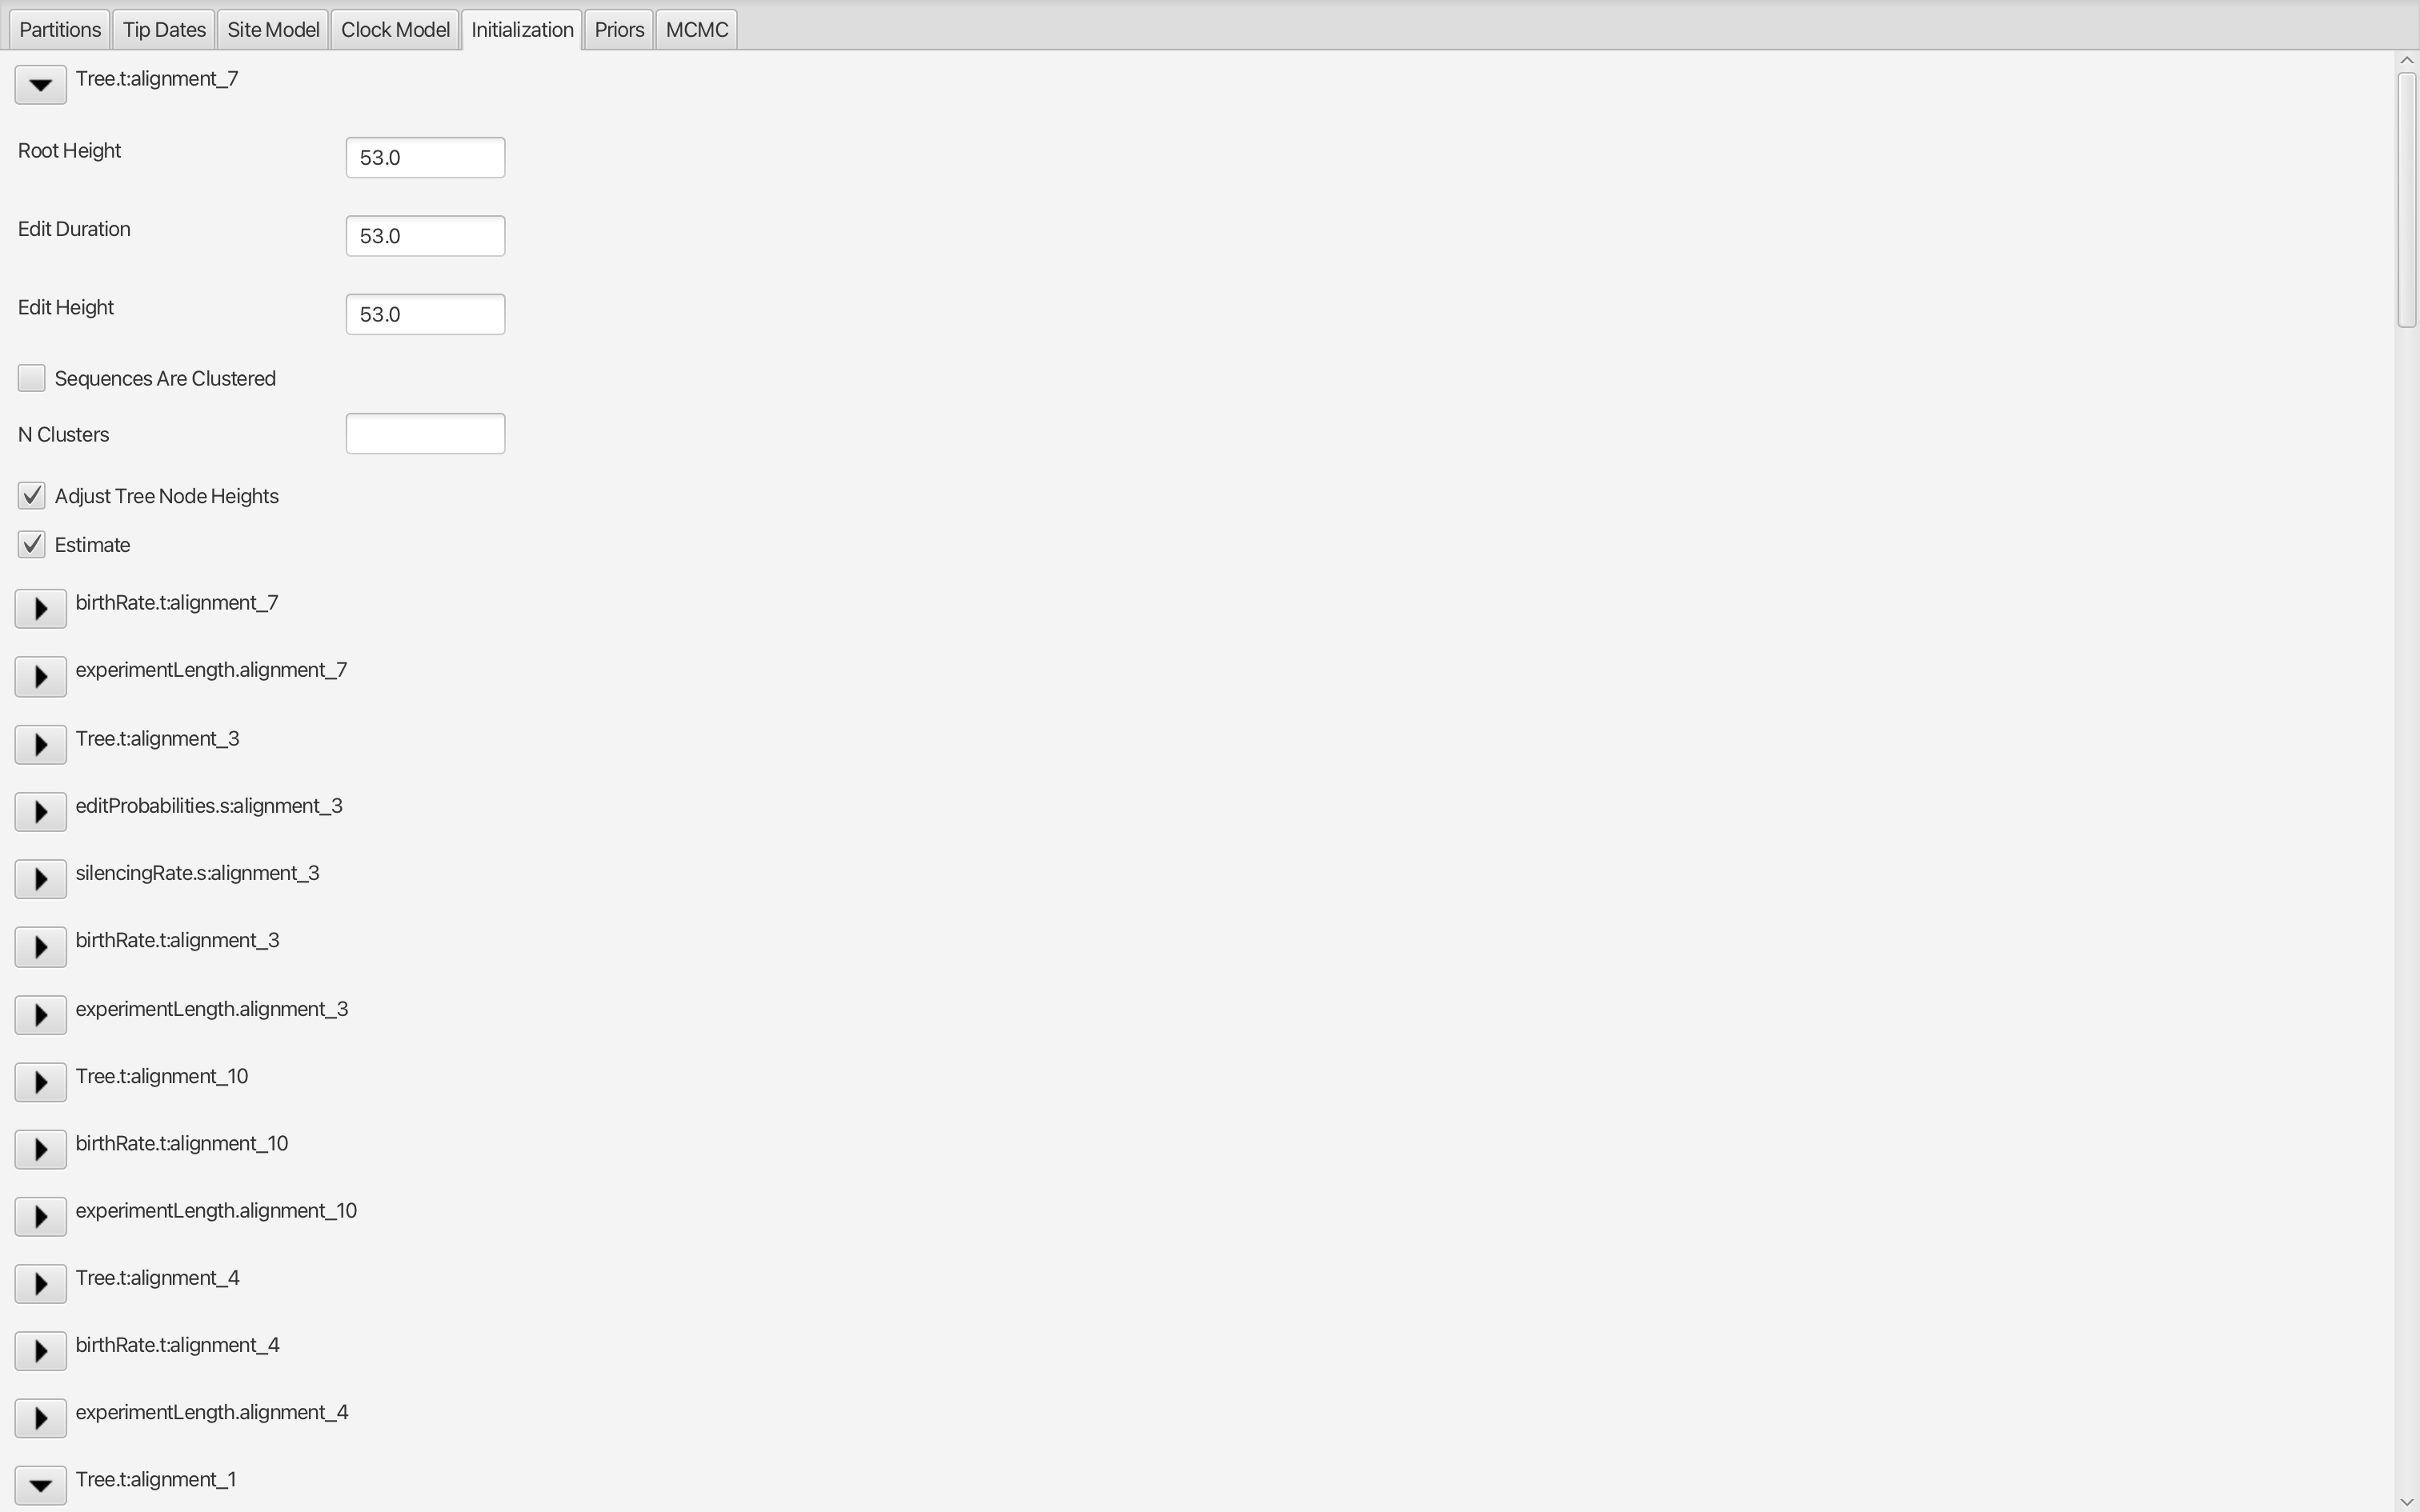 Partitions Tip Dates Site Model Clock Model Initialization Priors MCMC
Tree.t:alignment_7
Root Height 53.0
Edit Duration 53.0
Edit Height 53.0
Sequences Are Clustered
N Clusters
Adjust Tree Node Heights
Estimate
birthRate.t:alignment_7
experimentLength.alignment_7
Tree.t:alignment_3
editProbabilities.s:alignment_3
silencingRate.s:alignment_3
birthRate.t:alignment_3
experimentLength.alignment_3
Tree.t:alignment_10
birthRate.t:alignment_10
experimentLength.alignment_10
Tree.t:alignment_4
birthRate.t:alignment_4
experimentLength.alignment_4
Tree.t:alignment_1